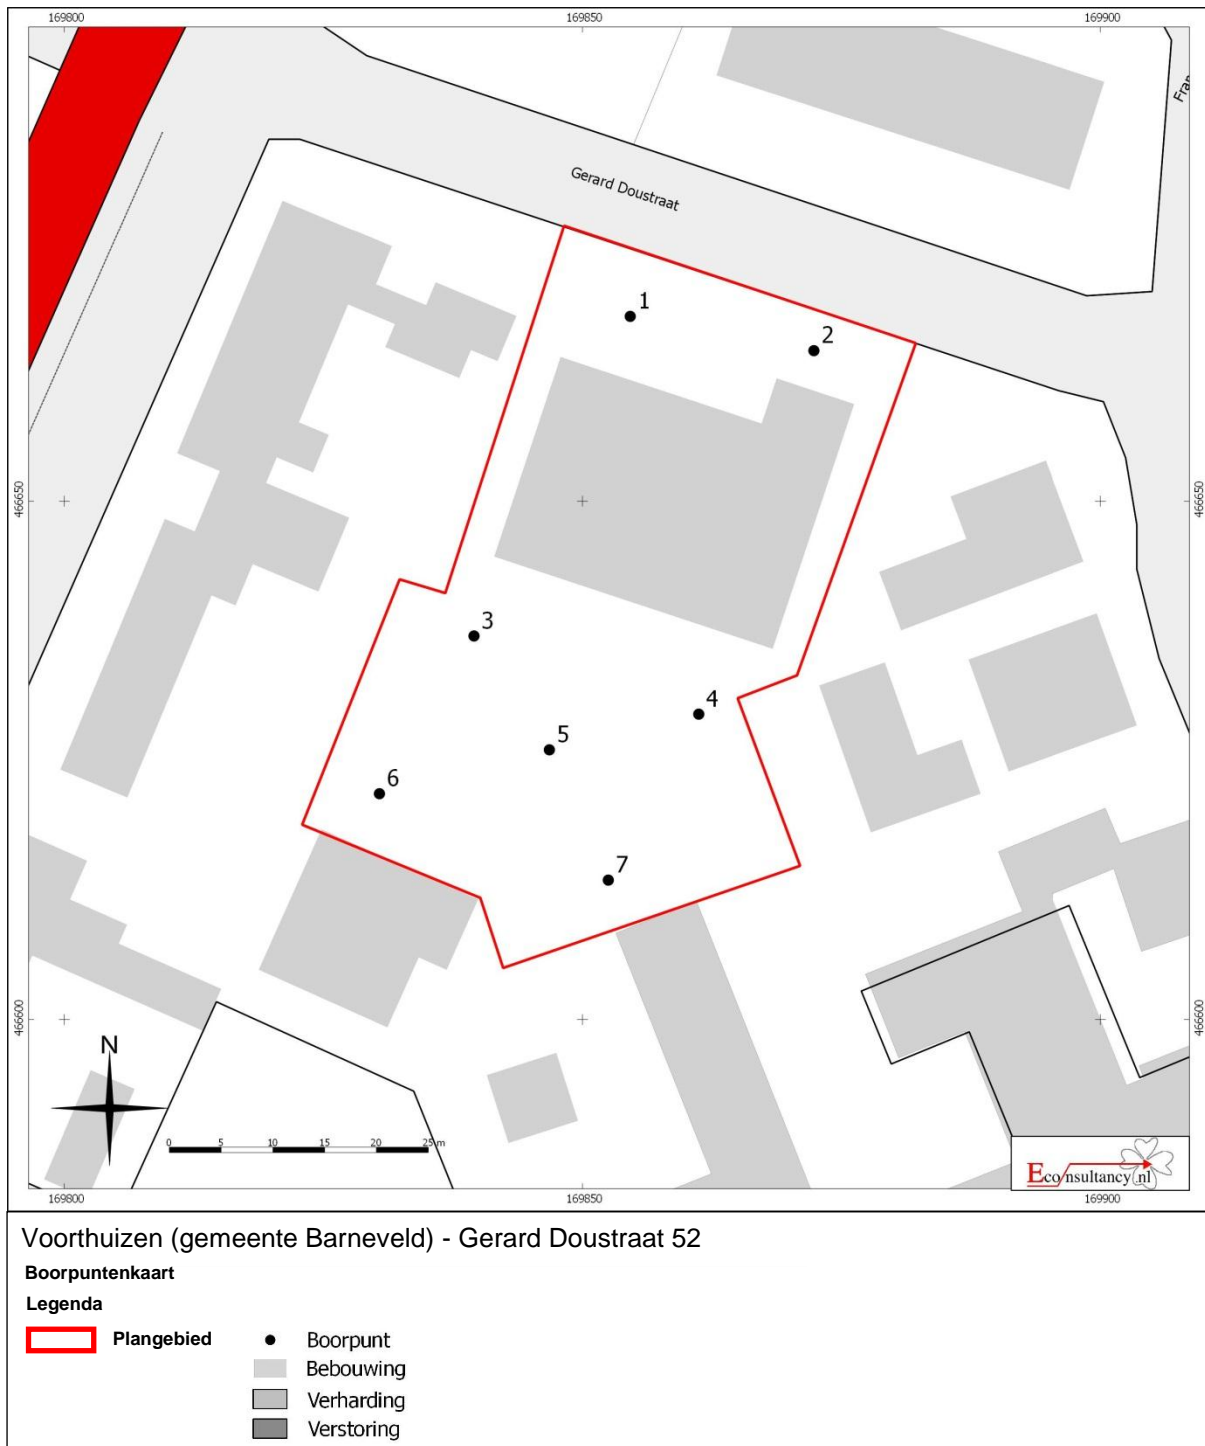 169800 169850 169900
Fran
Gerard Doustraat
1
2
466650 466650
3
4
5
6
7
466600 466600
N
0 5 10 15 20 25 m
Econsultancy.nl
169800 169850 169900
Voorthuizen (gemeente Barneveld) - Gerard Doustraat 52
Boorpuntenkaart
Legenda
Plangebied
Boorpunt
Bebouwing
Verharding
Verstoring